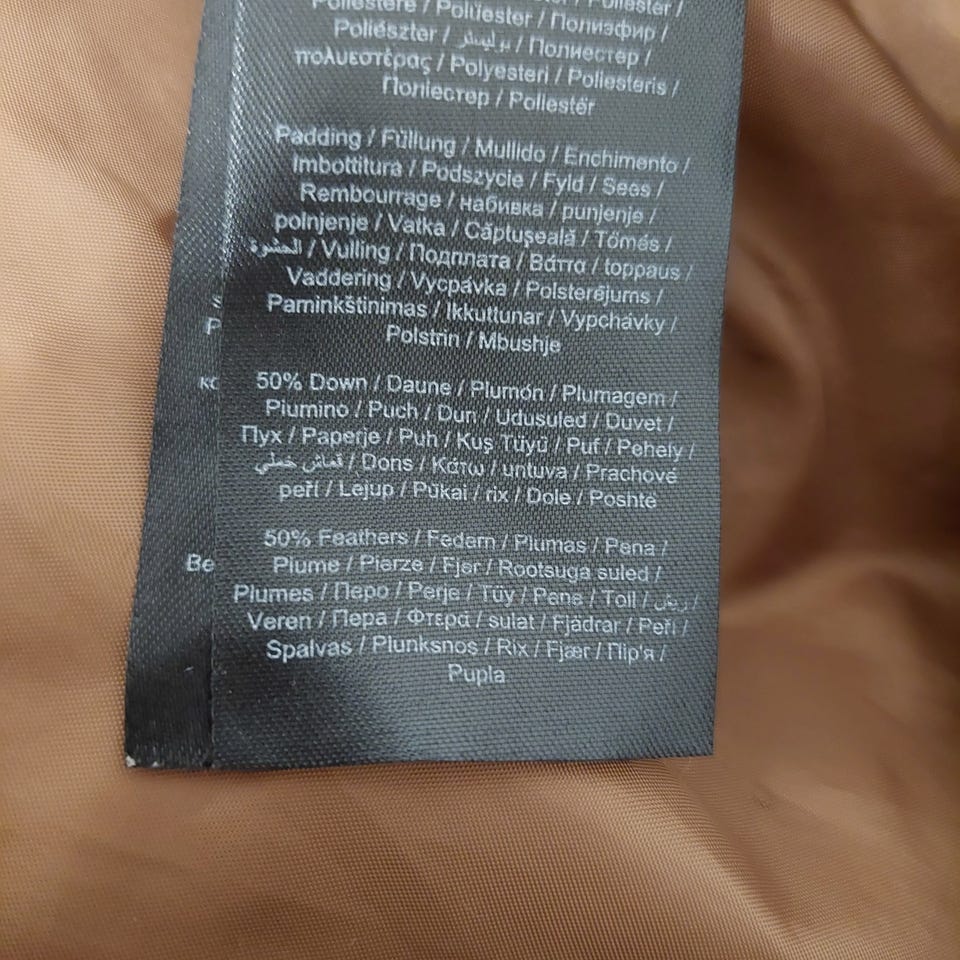 Polyester / Poliester /
Poliestere / Polüester / Полиэфир /
Poliészter / بوليستر / Полиестер /
πολυεστέρας / Polyesteri / Poliesteris /
Поліестер / Poliestër
Padding / Füllung / Mullido / Enchimento /
Imbottitura / Podszycie / Fyld / Sees /
Rembourrage / набивка / punjenje /
polnjenje / Vatka / Căptuşeală / Tömés /
الحشوة / Vulling / Подплата / Βάττα / toppaus /
Vaddering / Vycpávka / Polsterējums /
Paminkštinimas / Ikkuttunar / Vypchávky /
Polstrin / Mbushje
50% Down / Daune / Plumón / Plumagem /
Piumino / Puch / Dun / Udusuled / Duvet /
Пух / Paperje / Puh / Kuş Tüyü / Puf / Pehely /
قماش خملي / Dons / Κάτω / untuva / Prachové
peří / Lejup / Pūkai / rix / Dole / Poshtë
50% Feathers / Federn / Plumas / Pena /
Piume / Pierze / Fjer / Rootsuga suled /
Plumes / Перо / Perje / Tüy / Pene / Toll / ريش /
Veren / Пера / Φτερά / sulat / Fjädrar / Peří /
Spalvas / Plunksnos / Rix / Fjær / Пір'я /
Pupla
Be